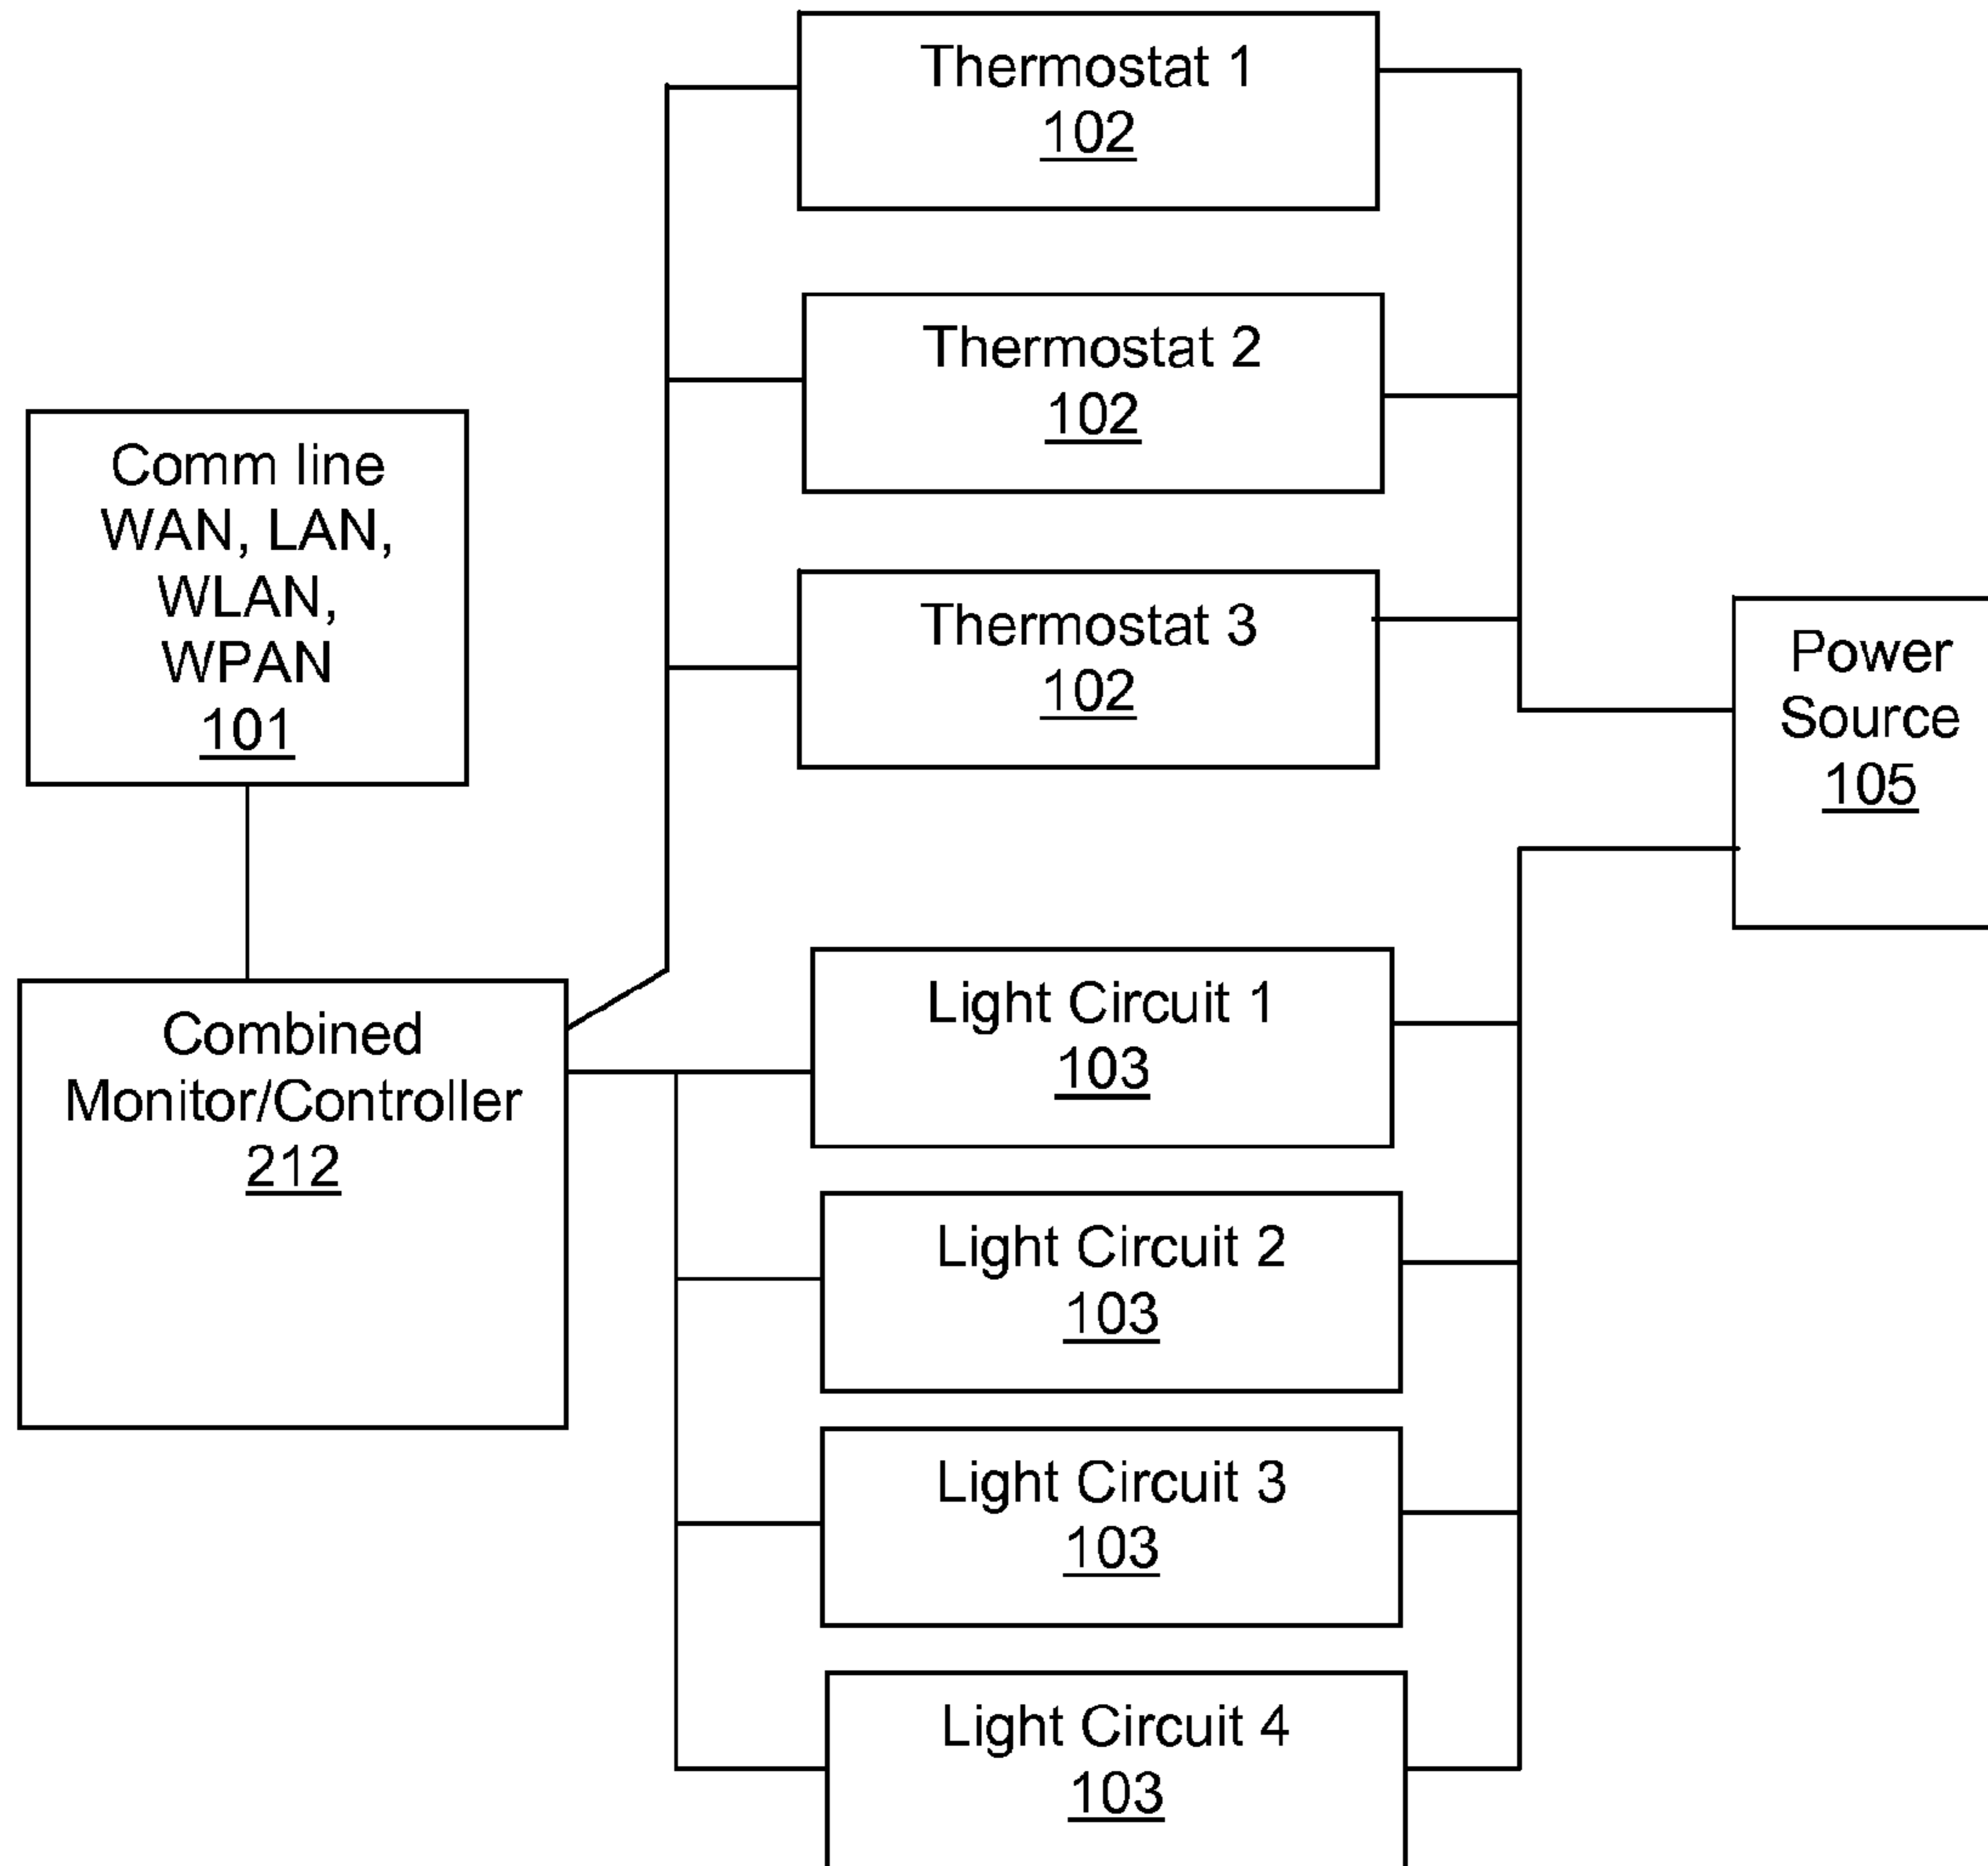 Thermostat 1
102
Thermostat 2
102
Thermostat 3
102
Comm line
WAN, LAN,
WLAN,
WPAN
101
Power
Source
105
Combined
Monitor/Controller
212
Light Circuit 1
103
Light Circuit 2
103
Light Circuit 3
103
Light Circuit 4
103